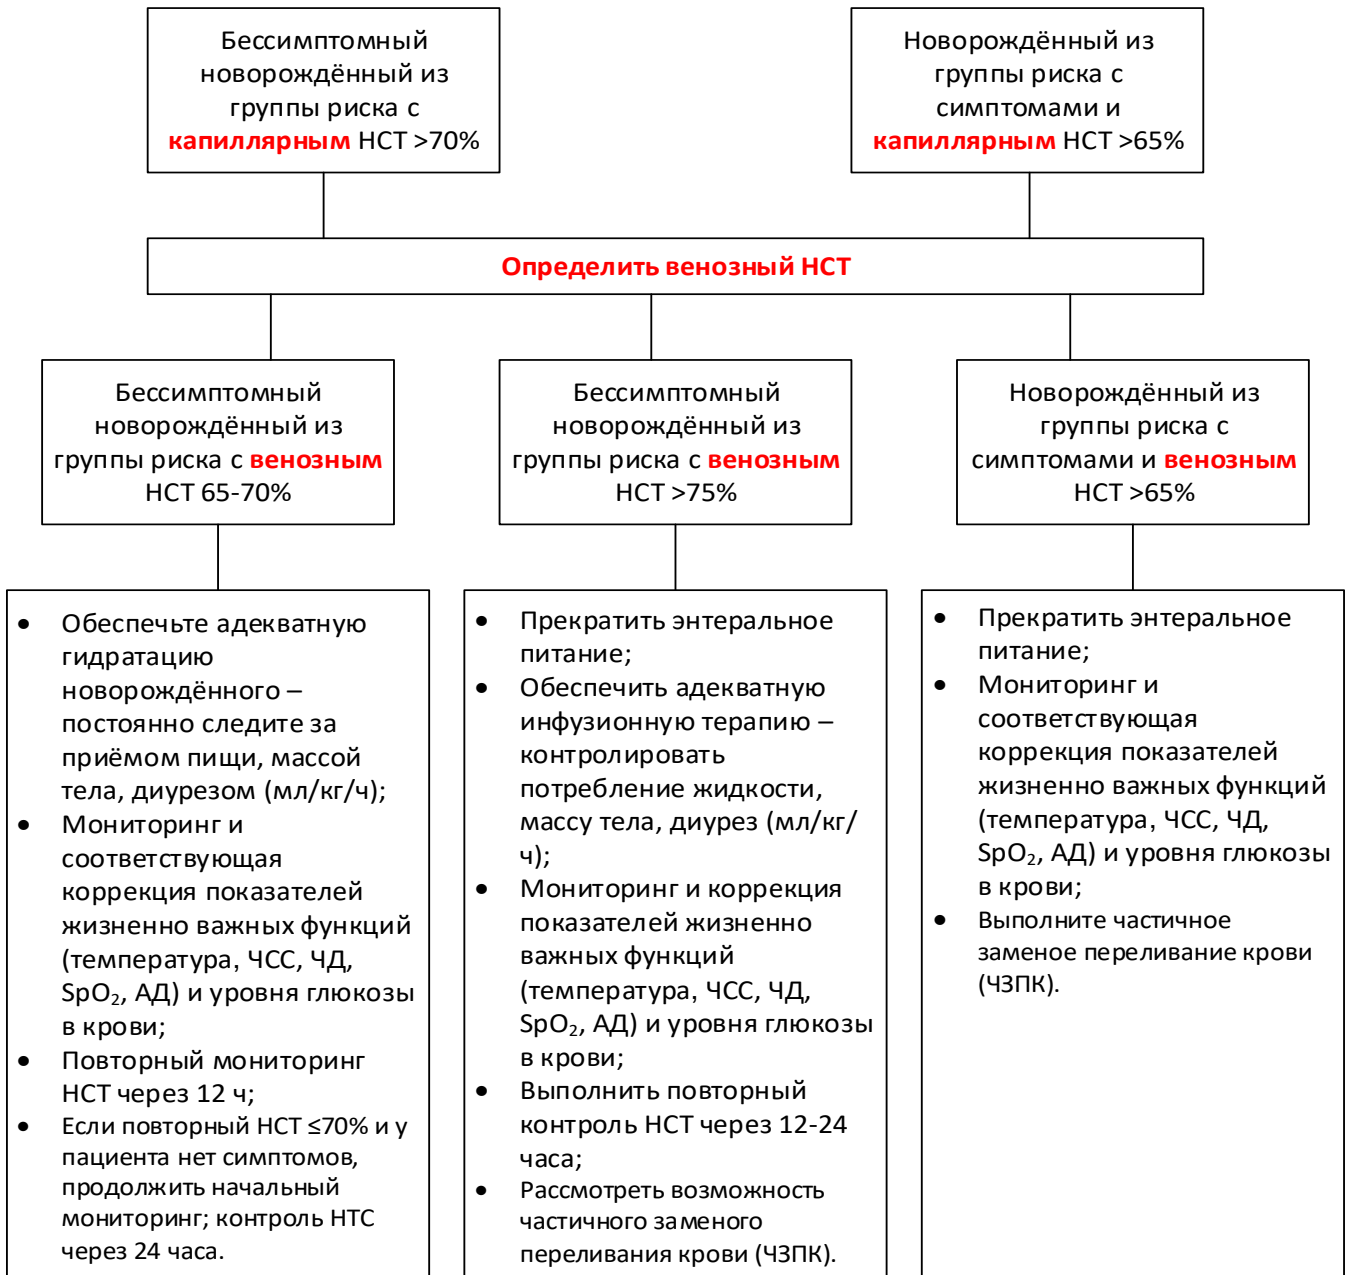 Бессимптомный
новорождённый из
группы риска с
капиллярным НСТ >70%
Новорождённый из
группы риска с
симптомами и
капиллярным НСТ >65%
Определить венозный НСТ
Бессимптомный
новорождённый из
группы риска с венозным
НСТ 65-70%
Бессимптомный
новорождённый из
группы риска с венозным
НСТ >75%
Новорождённый из
группы риска с
симптомами и венозным
НСТ >65%
• Обеспечьте адекватную
гидратацию
новорождённого –
постоянно следите за
приёмом пищи, массой
тела, диурезом (мл/кг/ч);
• Мониторинг и
соответствующая
коррекция показателей
жизненно важных функций
(температура, ЧСС, ЧД,
SpO₂, АД) и уровня глюкозы
в крови;
• Повторный мониторинг
НСТ через 12 ч;
• Если повторный НСТ ≤70% и у
пациента нет симптомов,
продолжить начальный
мониторинг; контроль НТС
через 24 часа.
• Прекратить энтеральное
питание;
• Обеспечить адекватную
инфузионную терапию –
контролировать
потребление жидкости,
массу тела, диурез (мл/кг/
ч);
• Мониторинг и коррекция
показателей жизненно
важных функций
(температура, ЧСС, ЧД,
SpO₂, АД) и уровня глюкозы
в крови;
• Выполнить повторный
контроль НСТ через 12-24
часа;
• Рассмотреть возможность
частичного заменого
переливания крови (ЧЗПК).
• Прекратить энтеральное
питание;
• Мониторинг и
соответствующая
коррекция показателей
жизненно важных функций
(температура, ЧСС, ЧД,
SpO₂, АД) и уровня глюкозы
в крови;
• Выполните частичное
заменое переливание крови
(ЧЗПК).